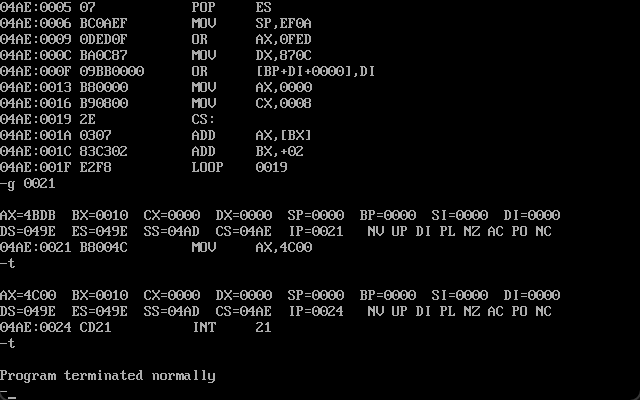 04AE:0005 07            POP     ES
04AE:0006 BC0AEF        MOV     SP,EF0A
04AE:0009 0DED0F        OR      AX,0FED
04AE:000C BA0C87        MOV     DX,870C
04AE:000F 09BB0000      OR      [BP+DI+0000],DI
04AE:0013 B80000        MOV     AX,0000
04AE:0016 B90800        MOV     CX,0008
04AE:0019 2E            CS:
04AE:001A 0307          ADD     AX,[BX]
04AE:001C 83C302        ADD     BX,+02
04AE:001F E2F8          LOOP    0019
-g 0021
AX=4BDB  BX=0010  CX=0000  DX=0000  SP=0000  BP=0000  SI=0000  DI=0000
DS=049E  ES=049E  SS=04AD  CS=04AE  IP=0021   NV UP DI PL NZ AC PO NC
04AE:0021 B8004C        MOV     AX,4C00
-t
AX=4C00  BX=0010  CX=0000  DX=0000  SP=0000  BP=0000  SI=0000  DI=0000
DS=049E  ES=049E  SS=04AD  CS=04AE  IP=0024   NV UP DI PL NZ AC PO NC
04AE:0024 CD21          INT     21
-t
Program terminated normally
-_